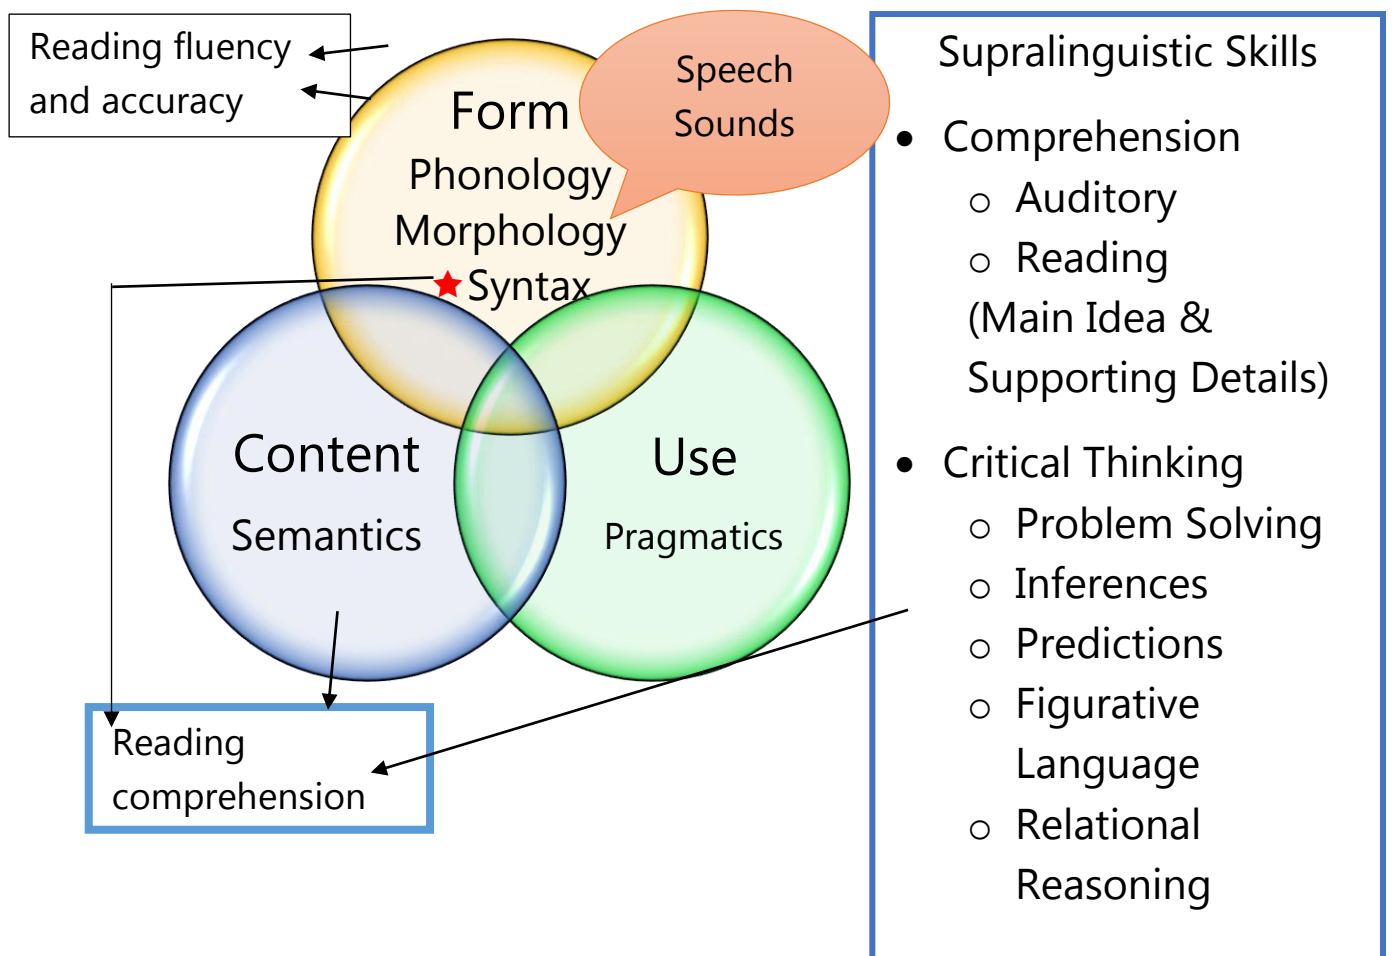 Reading fluency
and accuracy
Form
Phonology
Morphology
Syntax
Speech
Sounds
Content
Semantics
Use
Pragmatics
Reading
comprehension
Supralinguistic Skills
• Comprehension
o Auditory
o Reading
(Main Idea &
Supporting Details)
• Critical Thinking
o Problem Solving
o Inferences
o Predictions
o Figurative
Language
o Relational
Reasoning